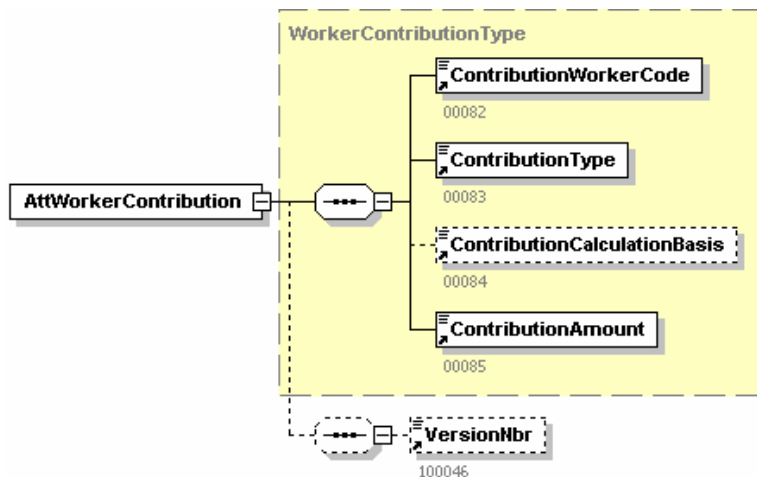 WorkerContributionType
ContributionWorkerCode
00082
ContributionType
00083
AttWorkerContribution
ContributionCalculationBasis
00084
ContributionAmount
00085
VersionNbr
100046